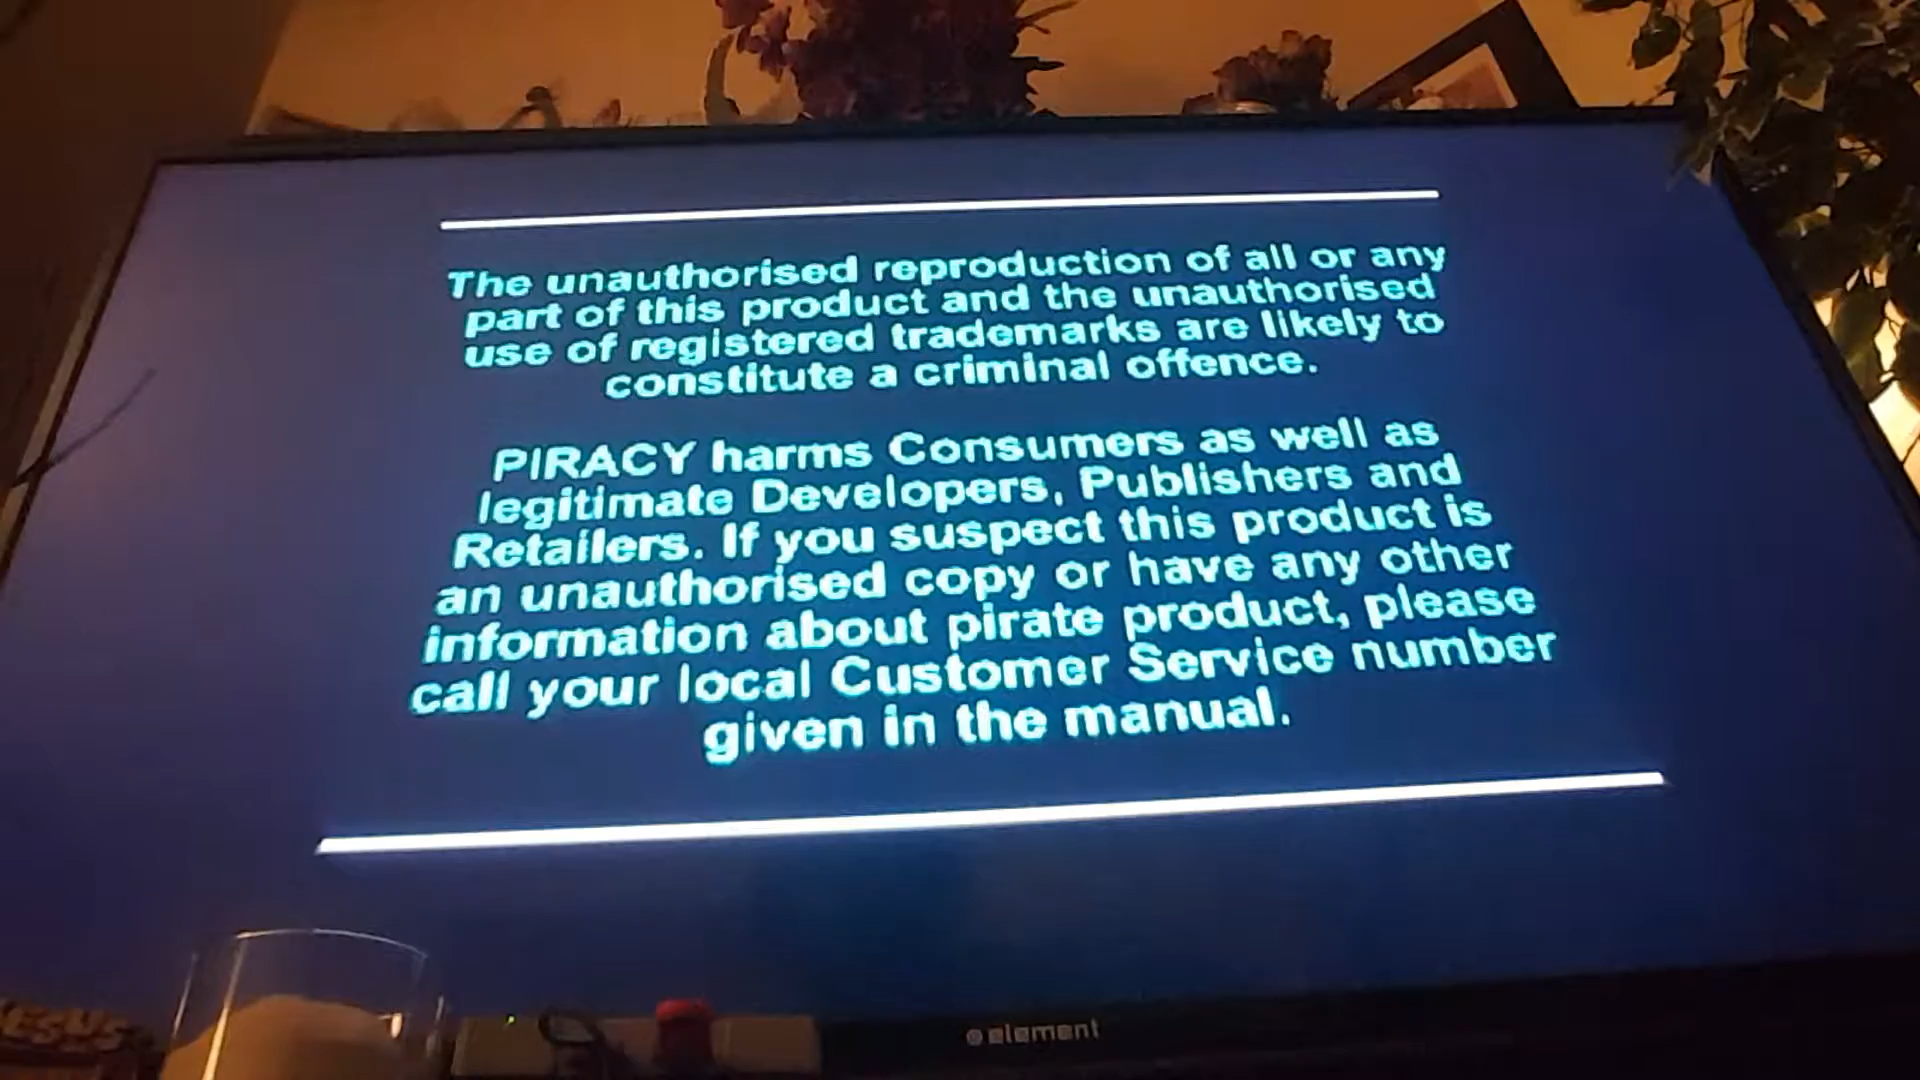 The unauthorised reproduction of all or any
part of this product and the unauthorised
use of registered trademarks are likely to
constitute a criminal offence.
PIRACY harms Consumers as well as
legitimate Developers, Publishers and
Retailers. If you suspect this product is
an unauthorised copy or have any other
information about pirate product, please
call your local Customer Service number
given in the manual.
element